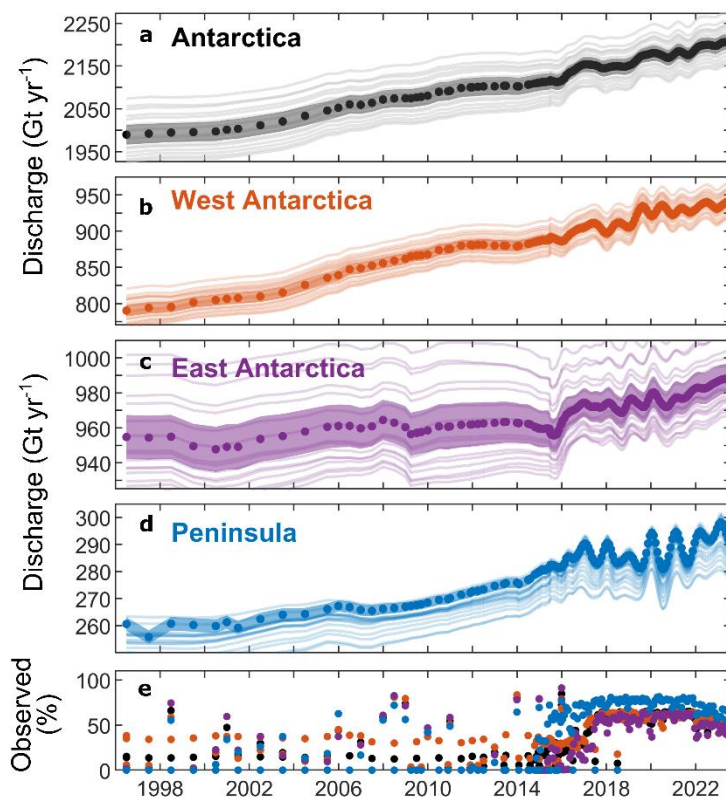 a Antarctica
Discharge (Gt yr⁻¹)
2250
2150
2050
1950
b West Antarctica
950
900
850
800
c East Antarctica
Discharge (Gt yr⁻¹)
1000
980
960
940
d Peninsula
Discharge (Gt yr⁻¹)
300
290
280
270
260
e
Observed
(%)
100
50
0
1998 2002 2006 2010 2014 2018 2022